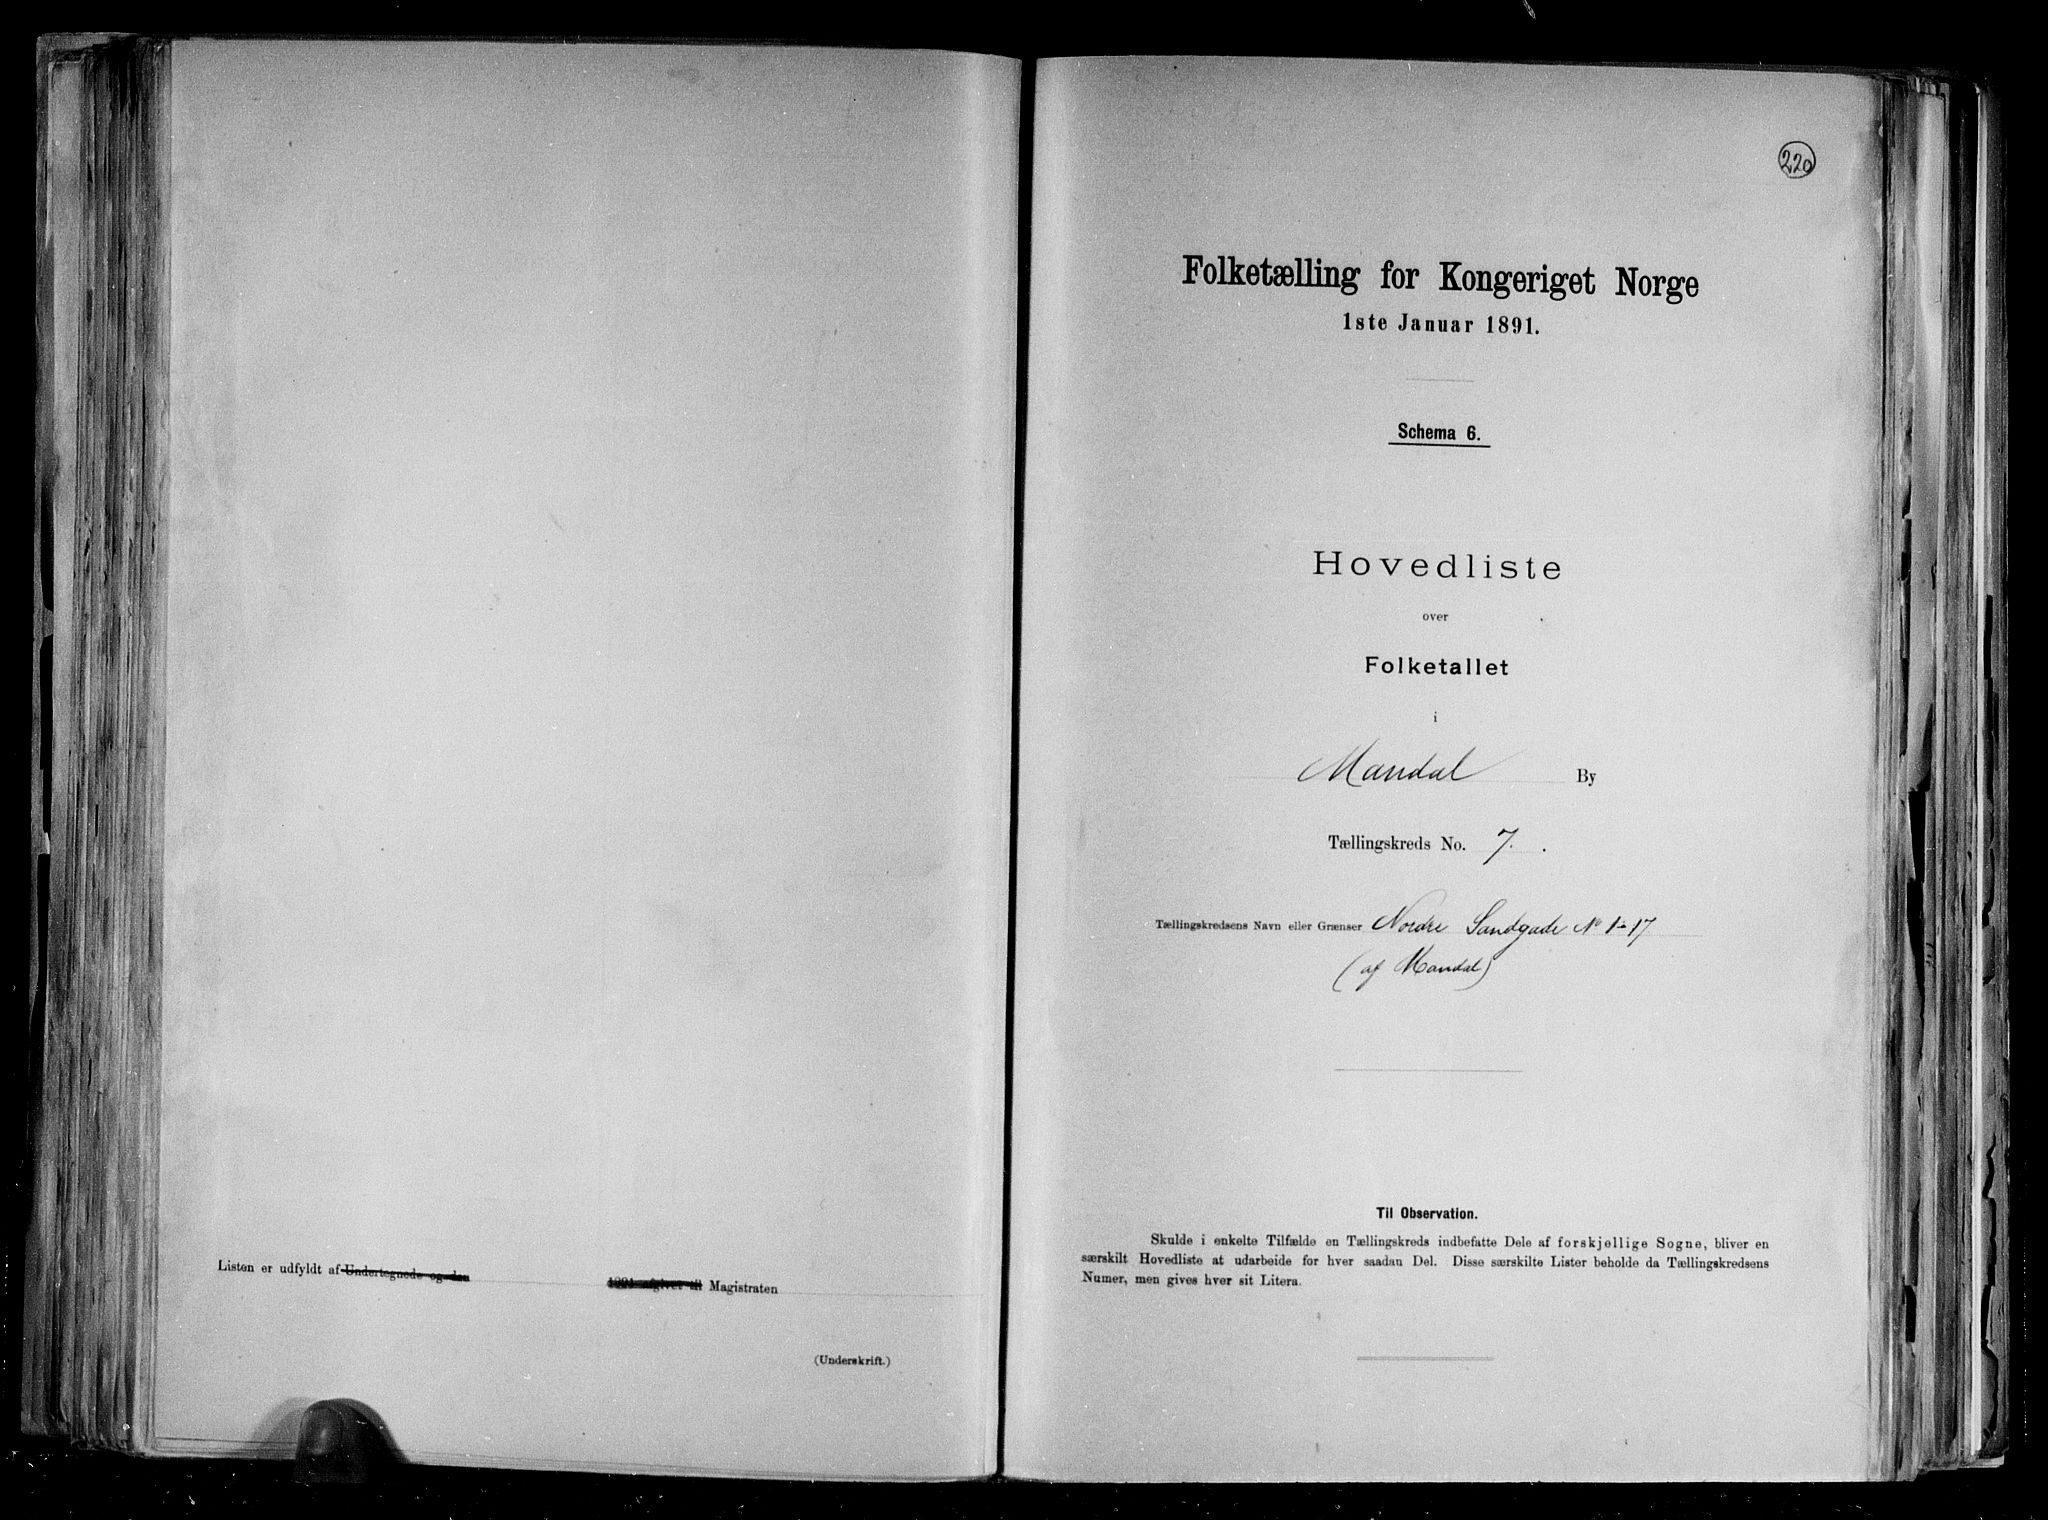 Listen er udfyldt af Undertegnede og den
1891 afgivet til Magistraten
(Underskrift.)
220
Folketælling for Kongeriget Norge
1ste Januar 1891.
Schema 6.
Hovedliste
over
Folketallet
i
Mandal By
Tællingskreds No. 7.
Tællingskredsens Navn eller Grænser Nordre Sandgade No 1-17
(af Mandal)
Til Observation.
Skulde i enkelte Tilfælde en Tællingskreds indbefatte Dele af forskjellige Sogne, bliver en
særskilt Hovedliste at udarbeide for hver saadan Del. Disse særskilte Lister beholde da Tællingskredsens
Numer, men gives hver sit Litera.